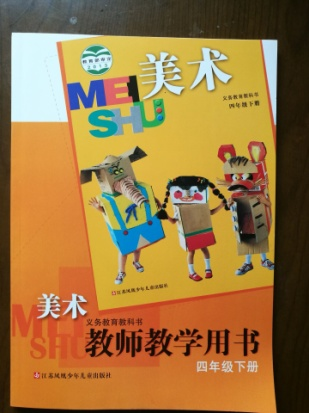 美术
MEI
SHU
义务教育教科书
四年级下册
江苏凤凰少年儿童出版社
美术
义务教育教科书
教师教学用书
四年级下册
江苏凤凰少年儿童出版社